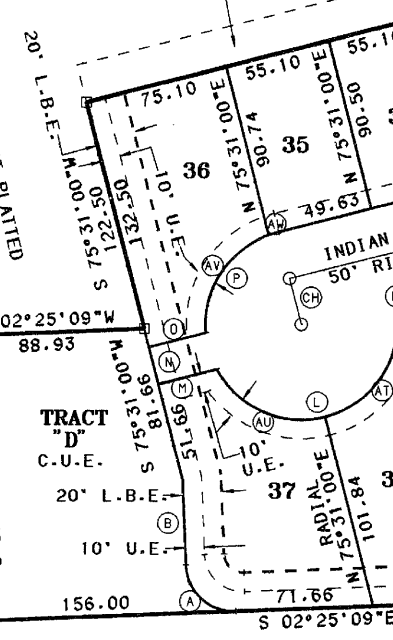 20' L.B.E.
75.10
55.10
55.10
N 75°31'00"E
90.74
N 75°31'00"E
90.50
36
35
S 75°31'00"W
122.50
132.50
10' U.E.
PLATTED
49.63
AW
AV
P
INDIAN
50' RI
CH
02°25'09"W
88.93
O
N
M
S 75°31'00"W
81.66
51.66
L
AT
AU
TRACT
"D"
C.U.E.
10'
U.E.
20' L.B.E.
37
RADIAL
N 75°31'00"E
101.84
B
10' U.E.
A
156.00
71.66
S 02°25'09"E